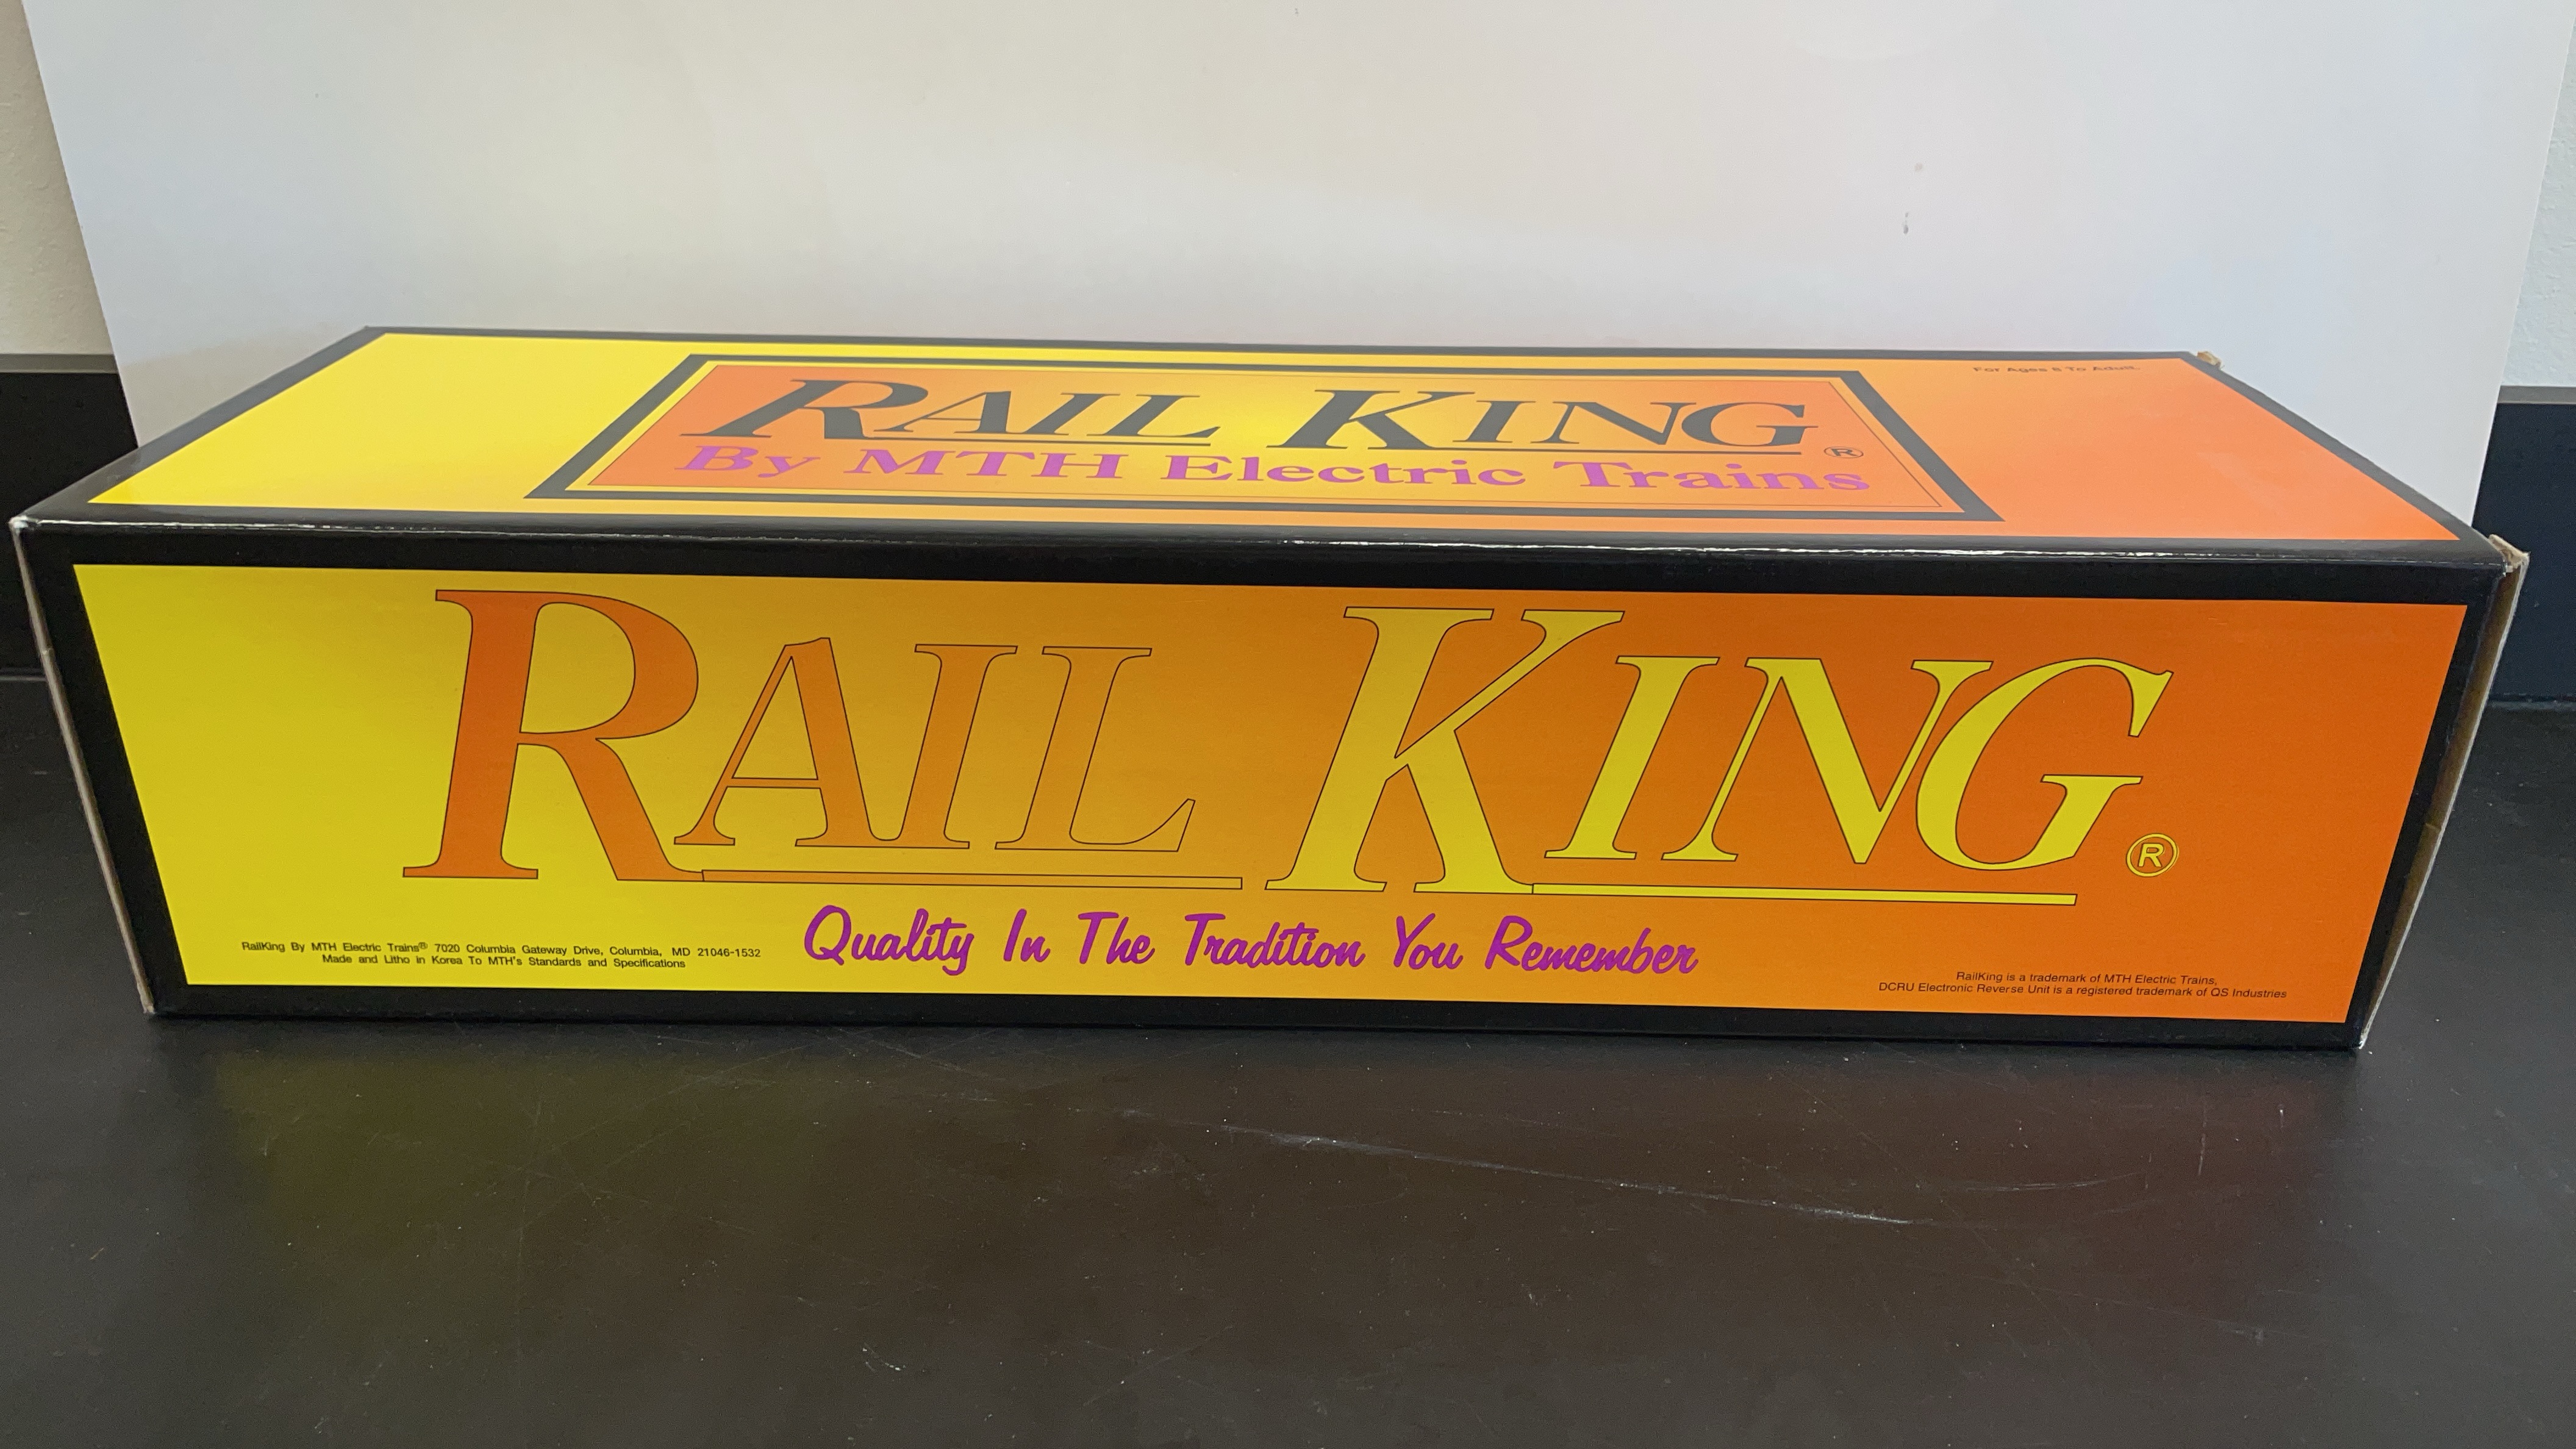 For Ages 8 To Adult.
RAIL KING®
By MTH Electric Trains
RAIL KING®
Quality In The Tradition You Remember
RailKing By MTH Electric Trains® 7020 Columbia Gateway Drive, Columbia, MD 21046-1532
Made and Litho in Korea To MTH's Standards and Specifications
RailKing is a trademark of MTH Electric Trains,
DCRU Electronic Reverse Unit is a registered trademark of QS Industries